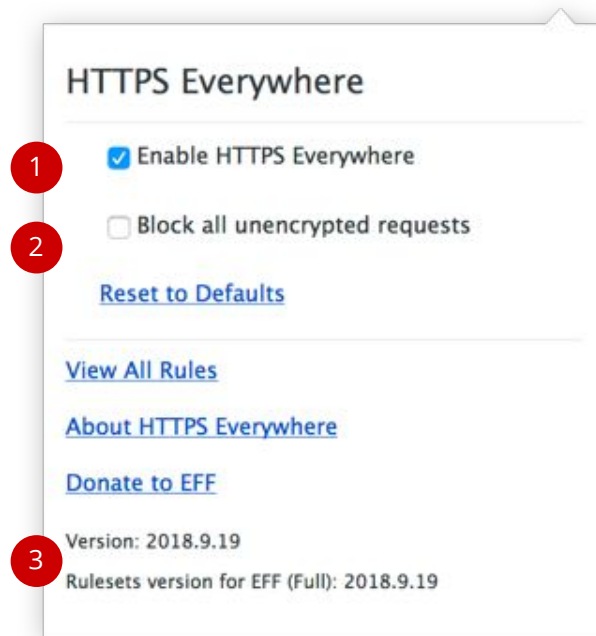 HTTPS Everywhere
1
Enable HTTPS Everywhere
2
Block all unencrypted requests
Reset to Defaults
View All Rules
About HTTPS Everywhere
Donate to EFF
3
Version: 2018.9.19
Rulesets version for EFF (Full): 2018.9.19